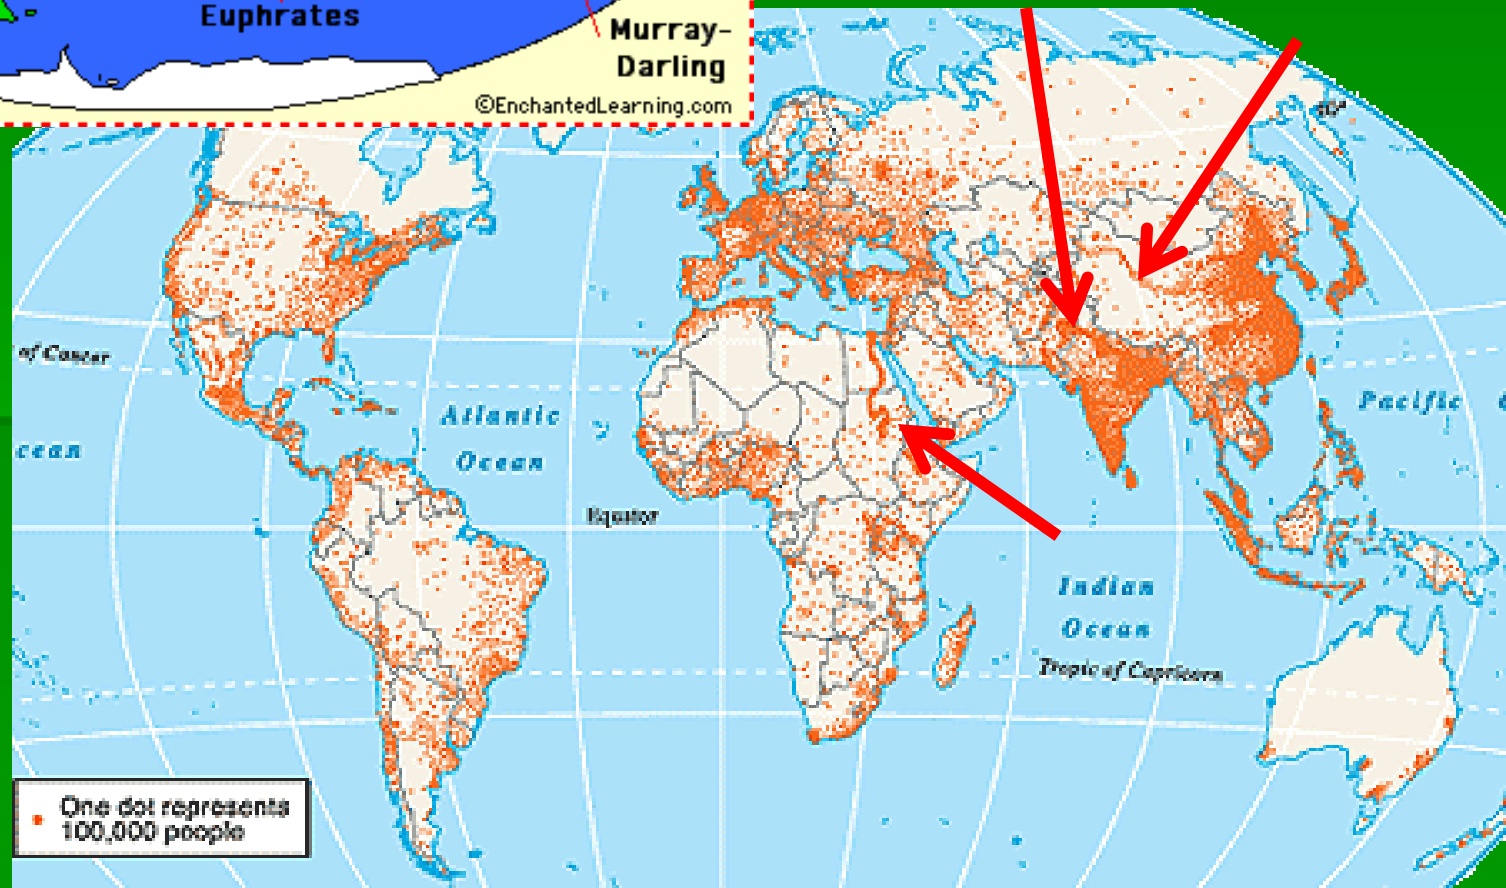 Euphrates
Murray-
Darling
©EnchantedLearning.com
60°
of Cancer
Atlantic
Ocean
cean
Pacific
Equator
Indian
Ocean
Tropic of Capricorn
One dot represents
100,000 people